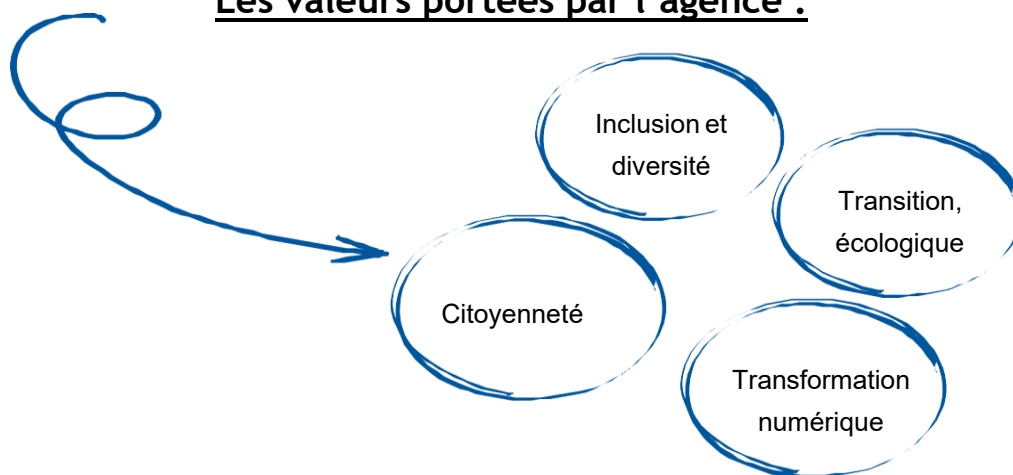 Les valeurs portées par l'agence :
Inclusion et
diversité
Transition,
écologique
Citoyenneté
Transformation
numérique